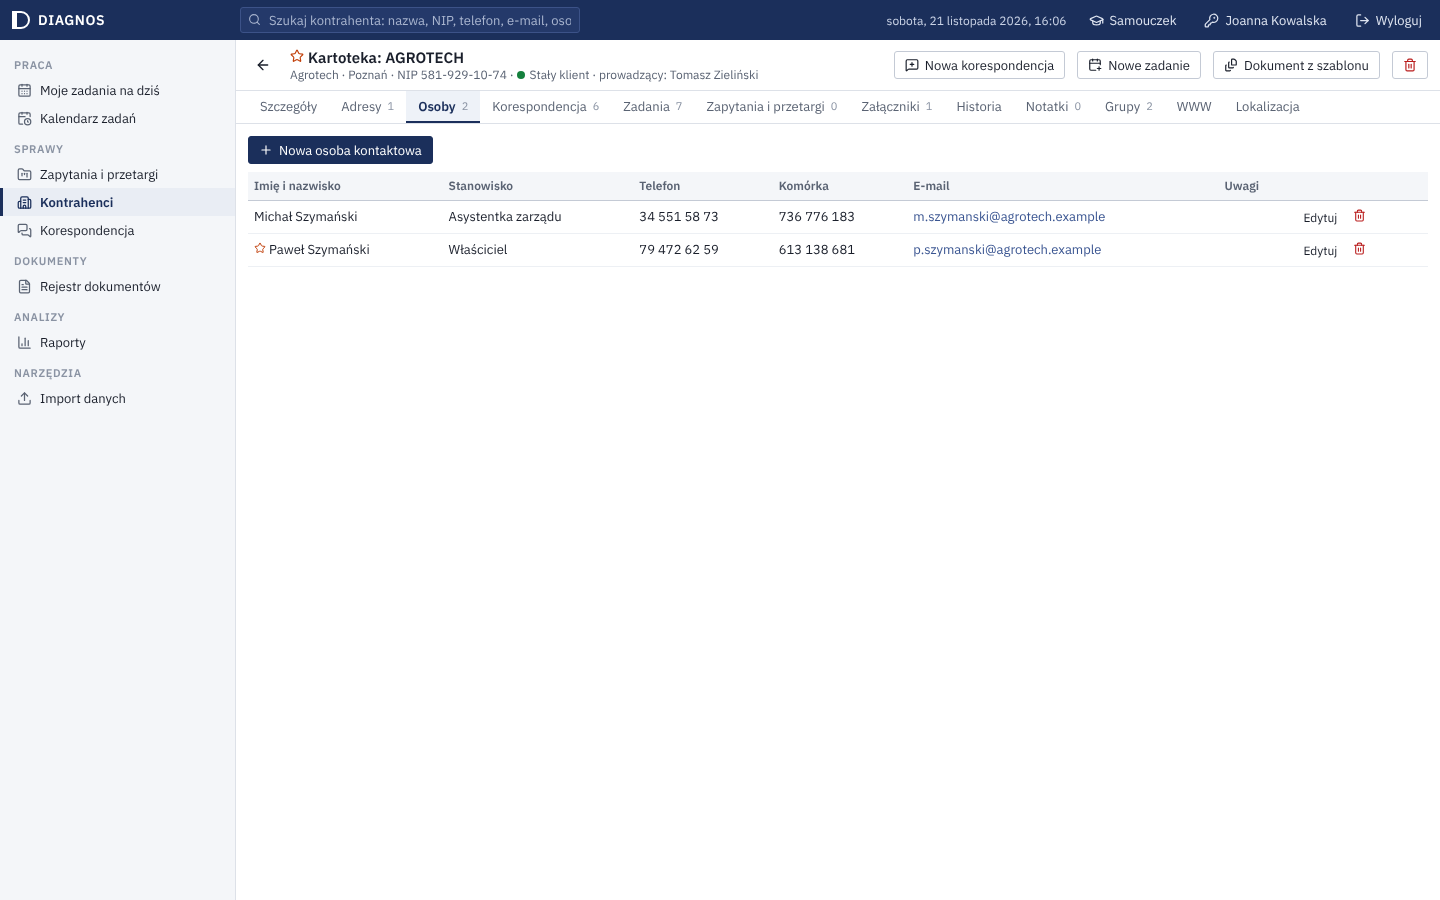 DIAGNOS
Szukaj kontrahenta: nazwa, NIP, telefon, e-mail, oso
sobota, 21 listopada 2026, 16:06
Samouczek
Joanna Kowalska
Wyloguj
PRACA
Moje zadania na dziś
Kalendarz zadań
SPRAWY
Zapytania i przetargi
Kontrahenci
Korespondencja
DOKUMENTY
Rejestr dokumentów
ANALIZY
Raporty
NARZĘDZIA
Import danych
Kartoteka: AGROTECH
Agrotech · Poznań · NIP 581-929-10-74 · Stały klient · prowadzący: Tomasz Zieliński
Nowa korespondencja
Nowe zadanie
Dokument z szablonu
Szczegóły Adresy 1 Osoby 2 Korespondencja 6 Zadania 7 Zapytania i przetargi 0 Załączniki 1 Historia Notatki 0 Grupy 2 WWW Lokalizacja
Nowa osoba kontaktowa
Imię i nazwisko Stanowisko Telefon Komórka E-mail Uwagi
Michał Szymański Asystentka zarządu 34 551 58 73 736 776 183 m.szymanski@agrotech.example Edytuj
Paweł Szymański Właściciel 79 472 62 59 613 138 681 p.szymanski@agrotech.example Edytuj